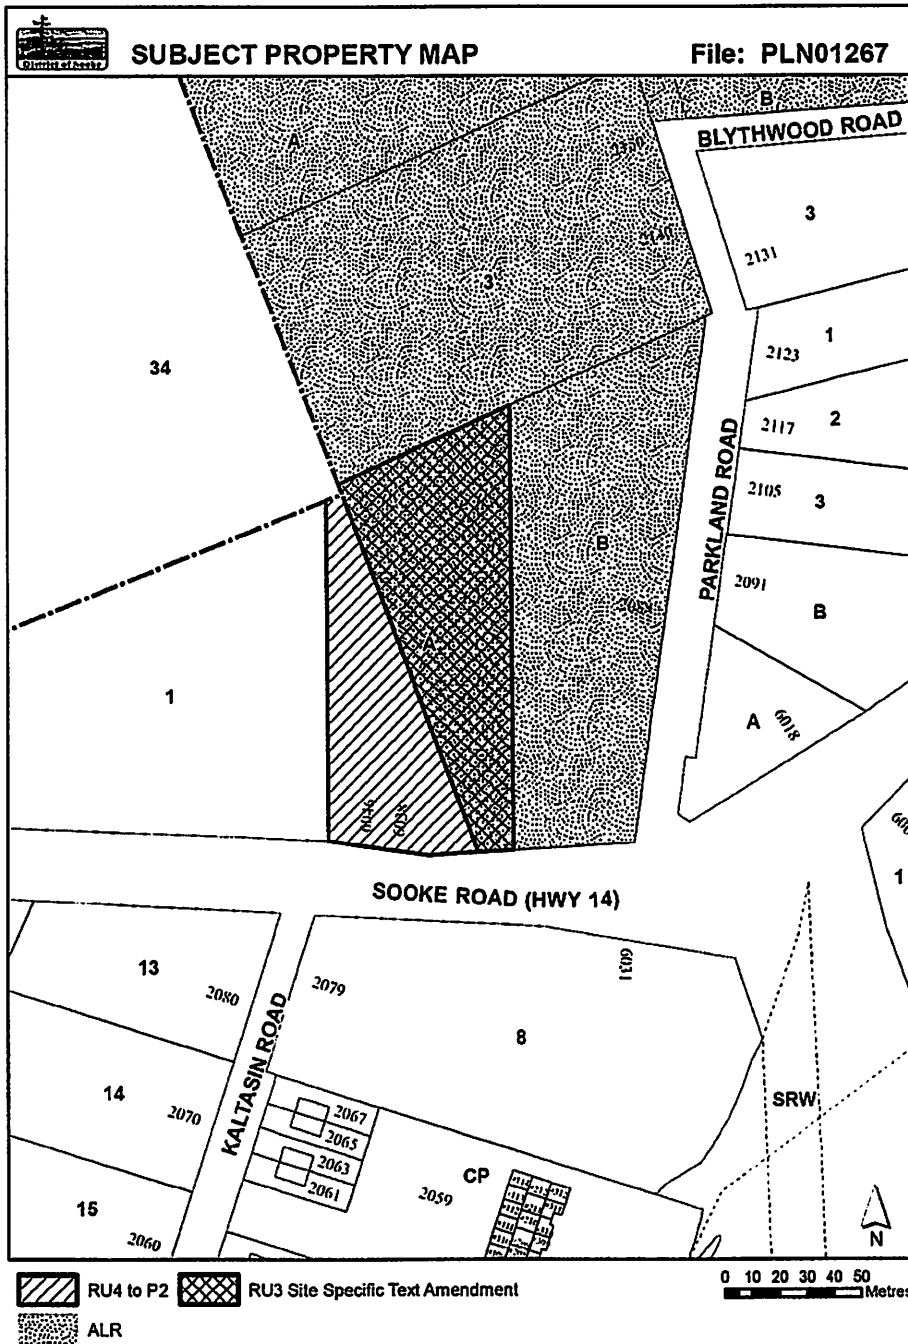 District of Sooke
SUBJECT PROPERTY MAP
File: PLN01267
B
BLYTHWOOD ROAD
A
2150
3
2140
3
2131
34
1
2123
2
2117
PARKLAND ROAD
2105
3
B
2091
B
A
1
A
6018
6046
6038
1
SOOKE ROAD (HWY 14)
13
2080
2079
6031
8
KALTASIN ROAD
14
2070
2067
2065
2063
2061
SRW
CP
2059
15
2060
N
RU4 to P2
RU3 Site Specific Text Amendment
0 10 20 30 40 50
Metres
ALR